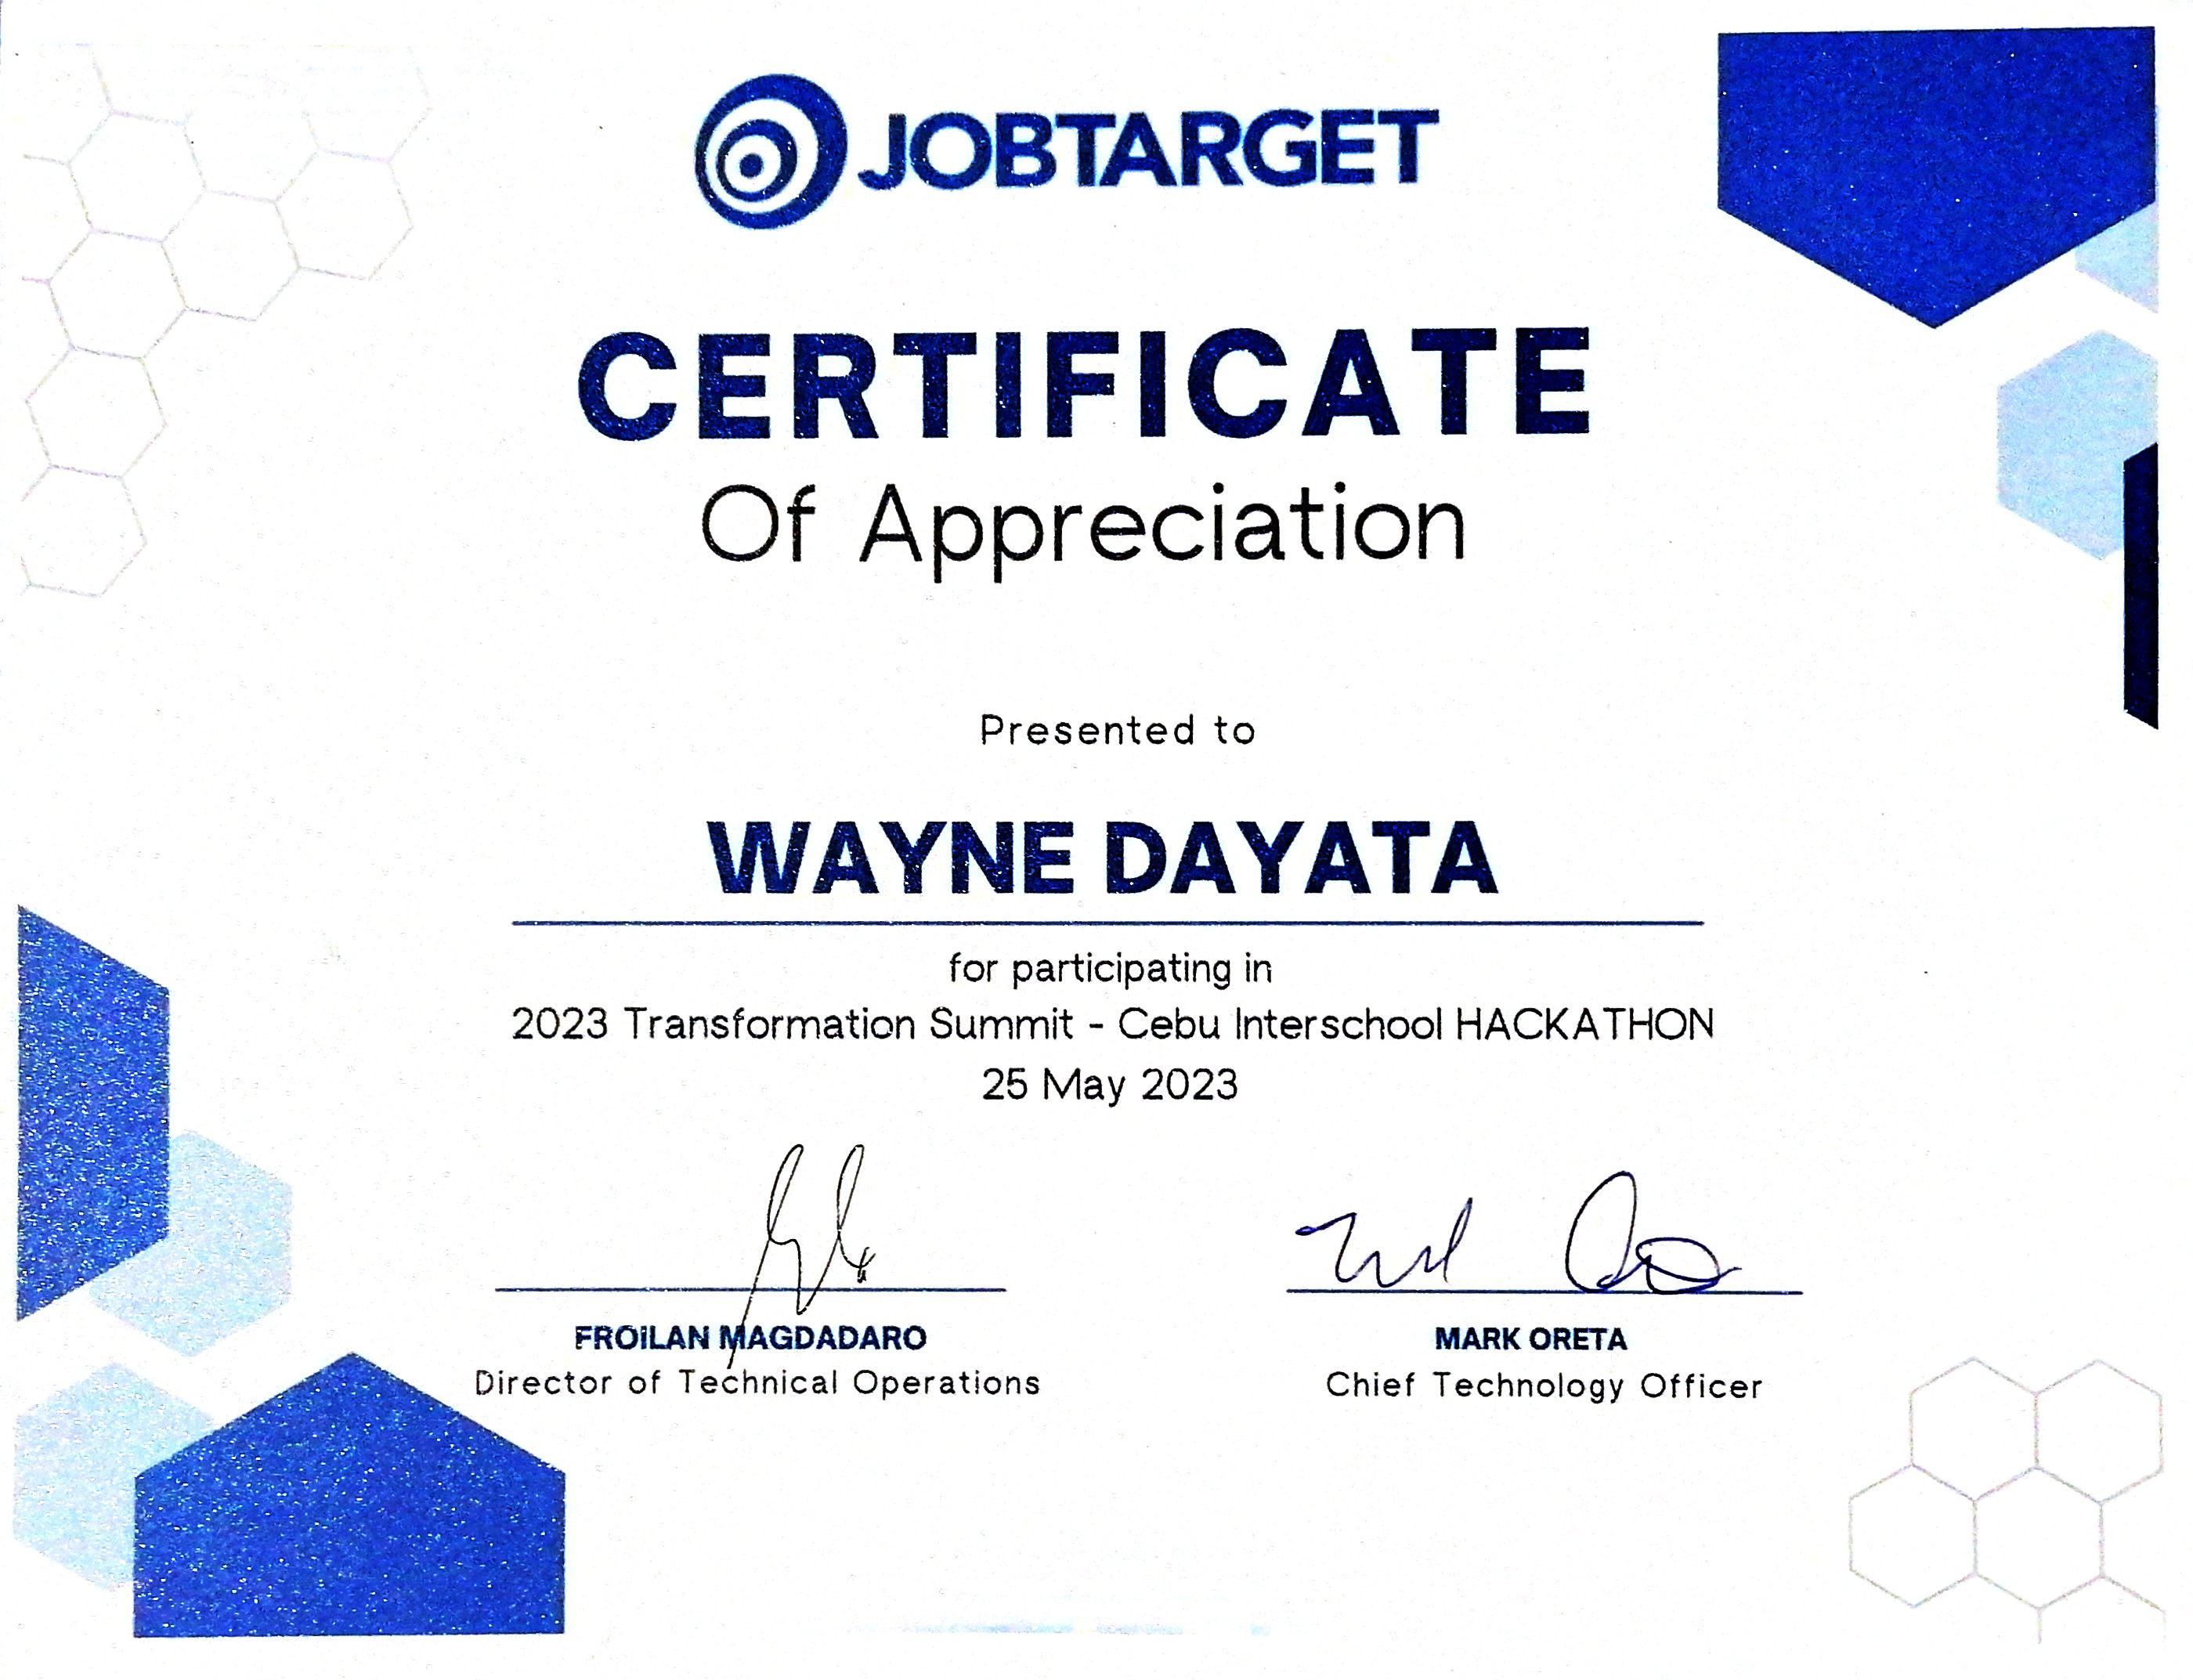 JOBTARGET
CERTIFICATE
Of Appreciation
Presented to
WAYNE DAYATA
for participating in
2023 Transformation Summit - Cebu Interschool HACKATHON
25 May 2023
FROILAN MAGDADARO
Director of Technical Operations
MARK ORETA
Chief Technology Officer